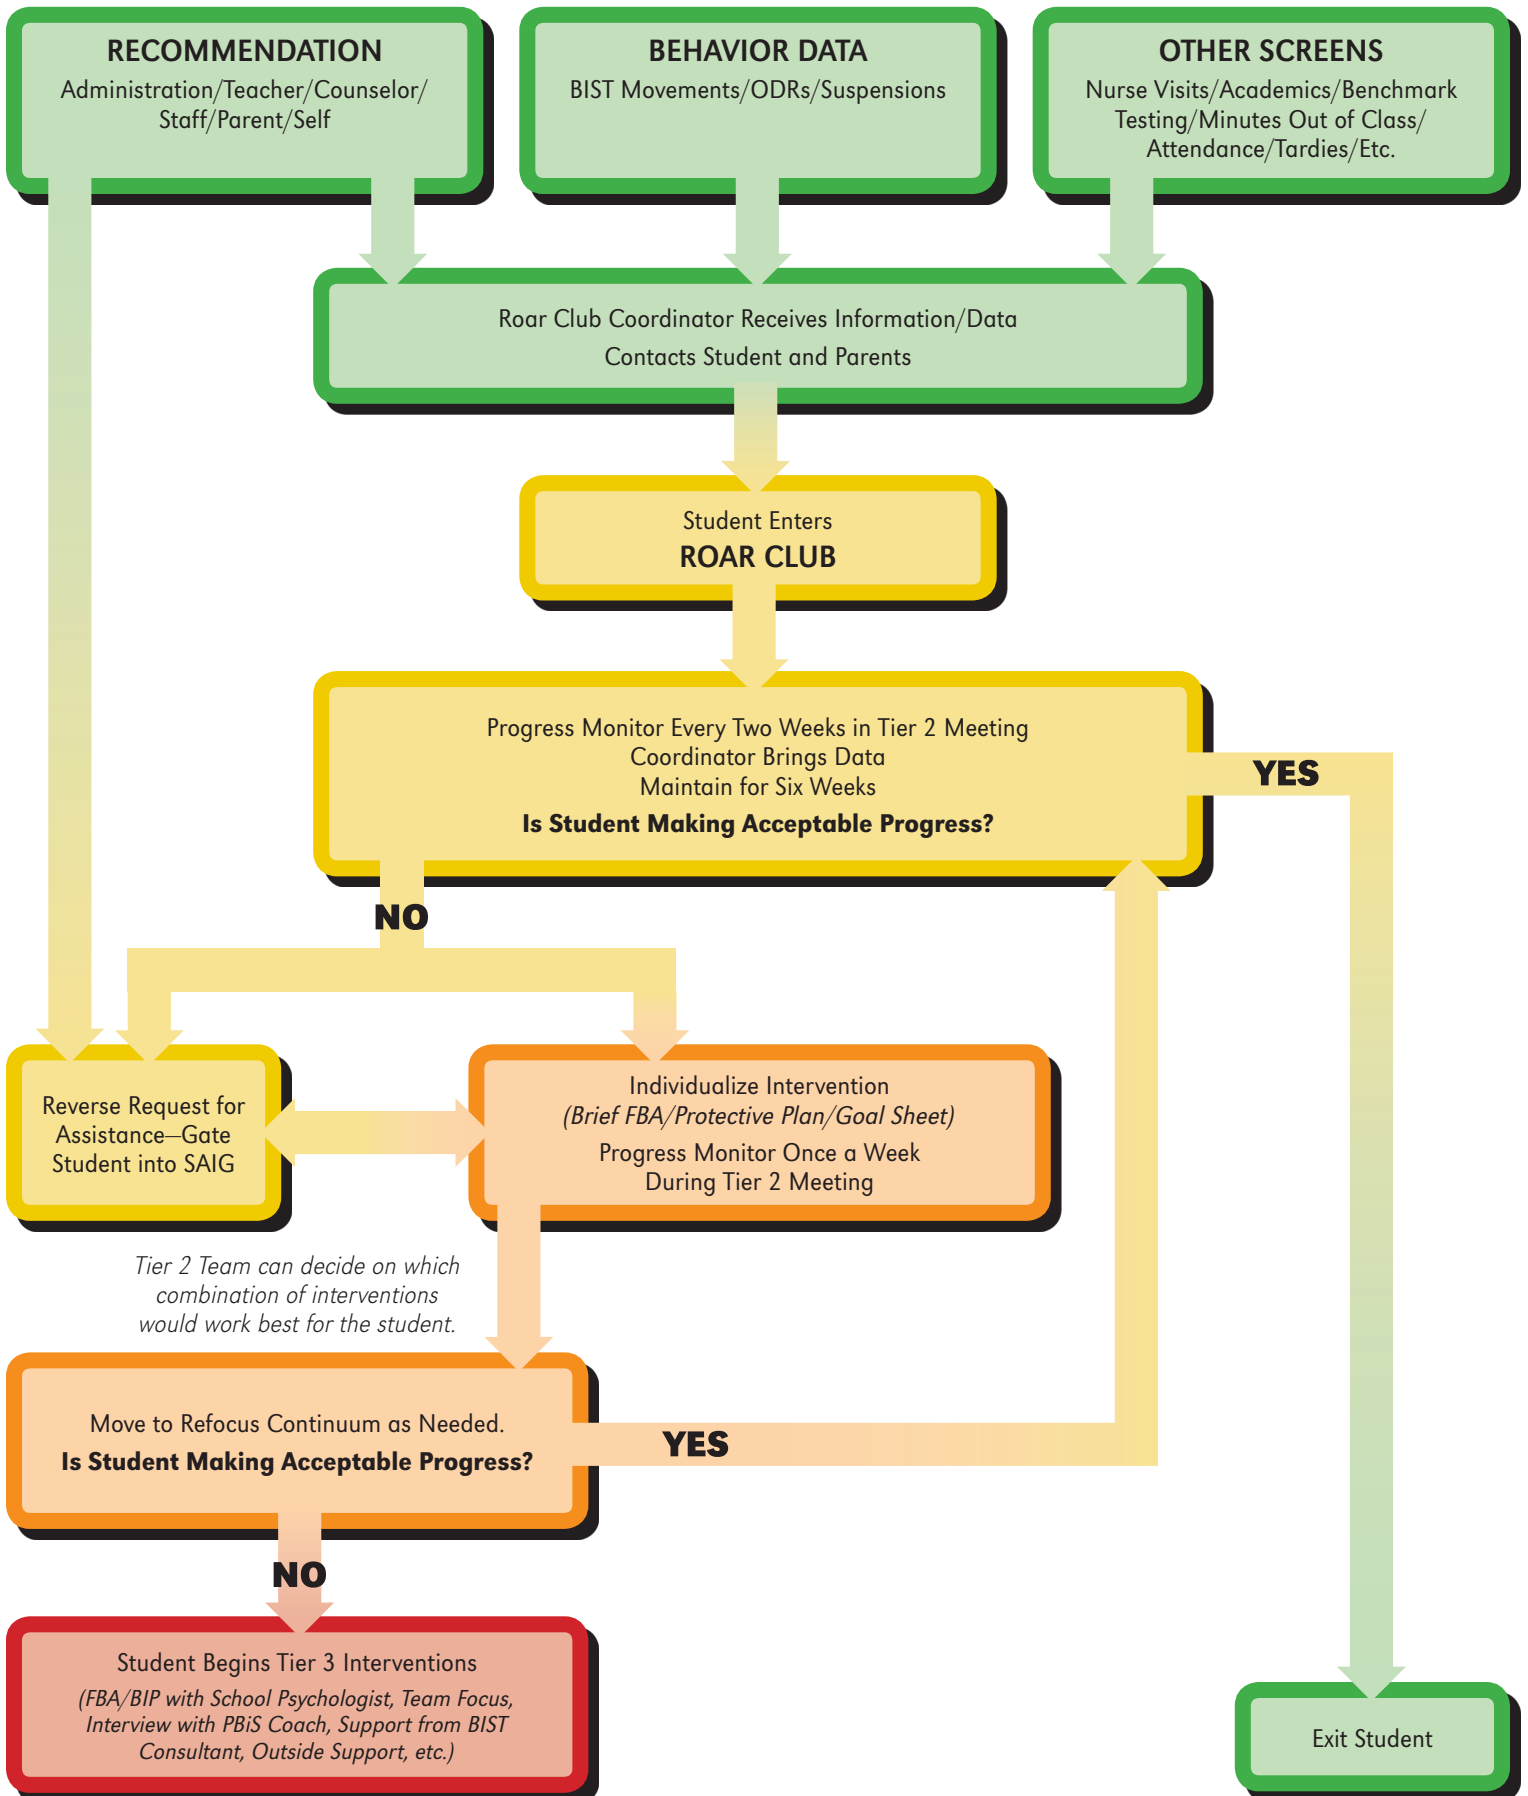 RECOMMENDATION
Administration/Teacher/Counselor/
Staff/Parent/Self
BEHAVIOR DATA
BIST Movements/ODRs/Suspensions
OTHER SCREENS
Nurse Visits/Academics/Benchmark
Testing/Minutes Out of Class/
Attendance/Tardies/Etc.
Roar Club Coordinator Receives Information/Data
Contacts Student and Parents
Student Enters
ROAR CLUB
Progress Monitor Every Two Weeks in Tier 2 Meeting
Coordinator Brings Data
Maintain for Six Weeks
Is Student Making Acceptable Progress?
YES
NO
Reverse Request for
Assistance—Gate
Student into SAIG
Individualize Intervention
(Brief FBA/Protective Plan/Goal Sheet)
Progress Monitor Once a Week
During Tier 2 Meeting
Tier 2 Team can decide on which
combination of interventions
would work best for the student.
Move to Refocus Continuum as Needed.
Is Student Making Acceptable Progress?
YES
NO
Student Begins Tier 3 Interventions
(FBA/BIP with School Psychologist, Team Focus,
Interview with PBiS Coach, Support from BIST
Consultant, Outside Support, etc.)
Exit Student